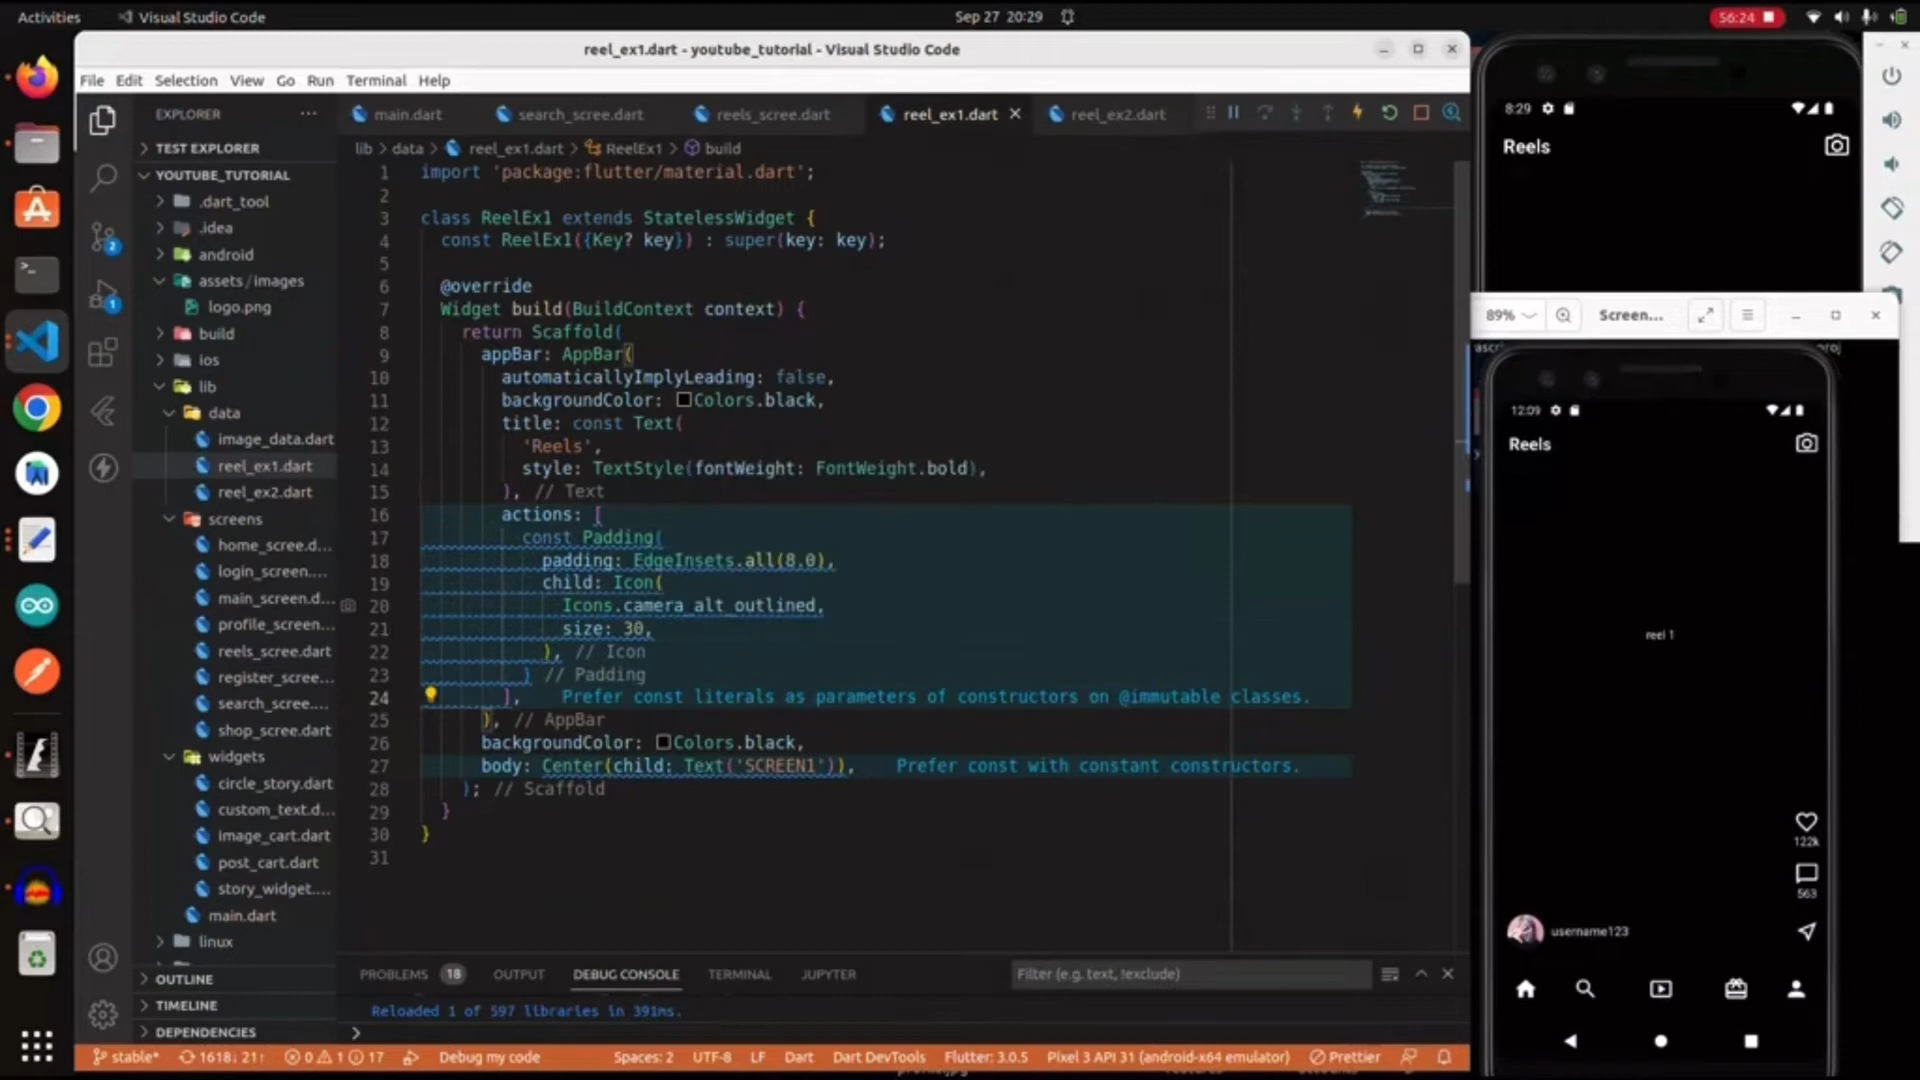 Activities
Visual Studio Code
Sep 27 20:29
56:24
reel_ex1.dart - youtube_tutorial - Visual Studio Code
File Edit Selection View Go Run Terminal Help
EXPLORER
main.dart
search_scree.dart
reels_scree.dart
reel_ex1.dart
reel_ex2.dart
lib > data > reel_ex1.dart > ReelEx1 > build
TEST EXPLORER
YOUTUBE_TUTORIAL
.dart_tool
.idea
android
assets / images
logo.png
build
ios
lib
data
image_data.dart
reel_ex1.dart
reel_ex2.dart
screens
home_scree.d...
login_screen....
main_screen.d...
profile_screen...
reels_scree.dart
register_scree...
search_scree....
shop_scree.dart
widgets
circle_story.dart
custom_text.d...
image_cart.dart
post_cart.dart
story_widget....
main.dart
linux
OUTLINE
TIMELINE
DEPENDENCIES
2
1
1 import 'package:flutter/material.dart';
2
3 class ReelEx1 extends StatelessWidget {
4 const ReelEx1({Key? key}) : super(key: key);
5
6 @override
7 Widget build(BuildContext context) {
8 return Scaffold(
9 appBar: AppBar(
10 automaticallyImplyLeading: false,
11 backgroundColor: Colors.black,
12 title: const Text(
13 'Reels',
14 style: TextStyle(fontWeight: FontWeight.bold),
15 ), // Text
16 actions: [
17 const Padding(
18 padding: EdgeInsets.all(8.0),
19 child: Icon(
20 Icons.camera_alt_outlined,
21 size: 30,
22 ), // Icon
23 ) // Padding
24 ], Prefer const literals as parameters of constructors on @immutable classes.
25 ), // AppBar
26 backgroundColor: Colors.black,
27 body: Center(child: Text('SCREEN1')), Prefer const with constant constructors.
28 ); // Scaffold
29 }
30 }
31
PROBLEMS 18 OUTPUT DEBUG CONSOLE TERMINAL JUPYTER
Filter (e.g. text, !exclude)
Reloaded 1 of 597 libraries in 391ms.
stable* 1618↓ 21↑ 0 1 17 Debug my code
Spaces: 2 UTF-8 LF Dart Dart DevTools Flutter: 3.0.5 Pixel 3 API 31 (android-x64 emulator) Prettier
8:29
Reels
89%
Screen...
12:09
Reels
reel 1
122k
563
username123